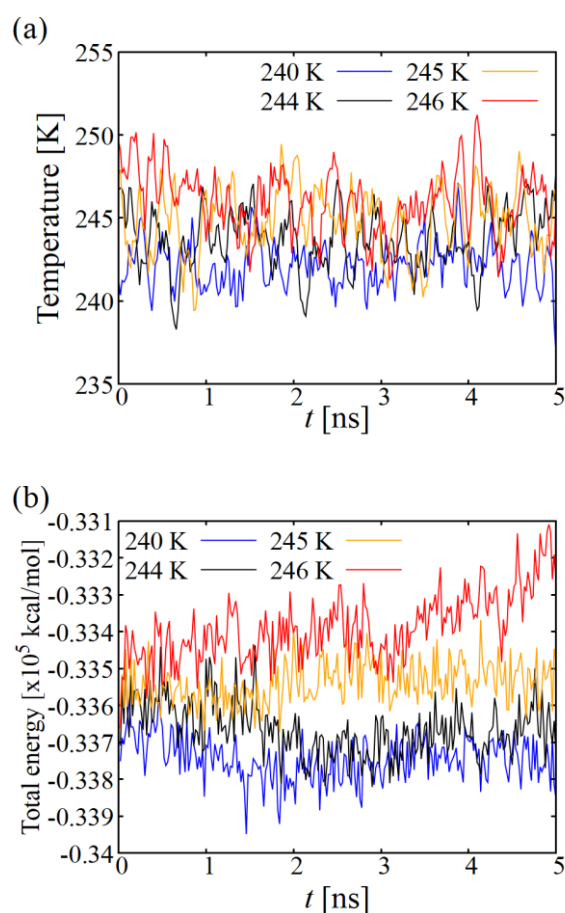 (a)
Temperature [K]
255
250
245
240
235
240 K 245 K
244 K 246 K
0 1 2 3 4 5
t [ns]
(b)
Total energy [x10⁵ kcal/mol]
-0.331
-0.332
-0.333
-0.334
-0.335
-0.336
-0.337
-0.338
-0.339
-0.34
240 K 245 K
244 K 246 K
0 1 2 3 4 5
t [ns]